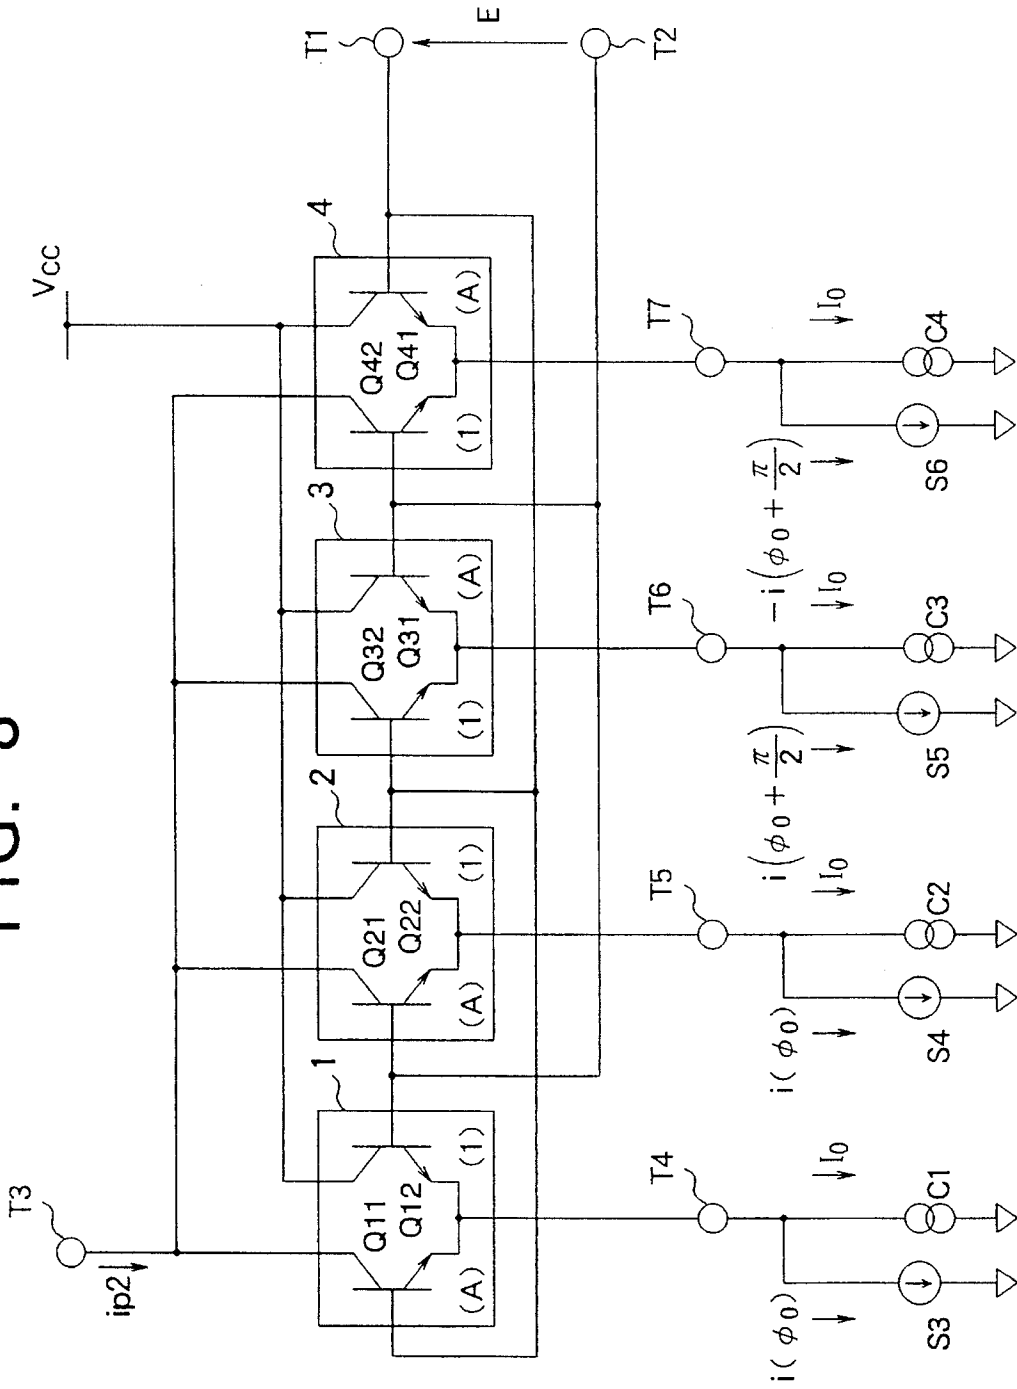 FIG. 8
T3
ip2
Vcc
T1
E
T2
1
Q11
Q12
(A)
(1)
2
Q21
Q22
(A)
(1)
3
Q32
Q31
(1)
(A)
4
Q42
Q41
(1)
(A)
T4
T5
T6
T7
i(φ0)
I0
i(φ0)
I0
i(φ0+π/2)
I0
−i(φ0+π/2)
I0
S3
C1
S4
C2
S5
C3
S6
C4